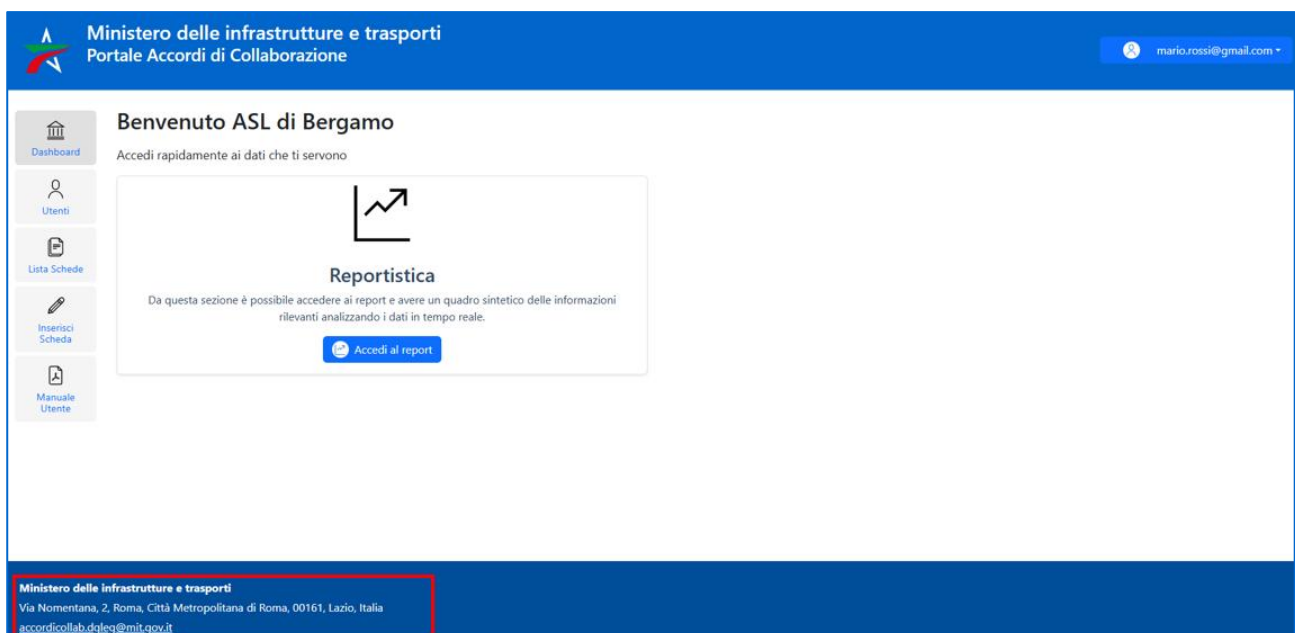 Ministero delle infrastrutture e trasporti
Portale Accordi di Collaborazione
mario.rossi@gmail.com
Dashboard
Utenti
Lista Schede
Inserisci
Scheda
Manuale
Utente
Benvenuto ASL di Bergamo
Accedi rapidamente ai dati che ti servono
Reportistica
Da questa sezione è possibile accedere ai report e avere un quadro sintetico delle informazioni
rilevanti analizzando i dati in tempo reale.
Accedi al report
Ministero delle infrastrutture e trasporti
Via Nomentana, 2, Roma, Città Metropolitana di Roma, 00161, Lazio, Italia
accordicollab.dgleg@mit.gov.it